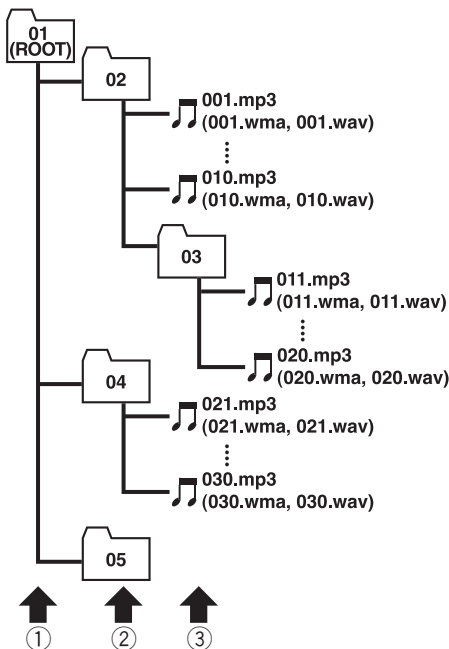 01
(ROOT)
02
001.mp3
(001.wma, 001.wav)
010.mp3
(010.wma, 010.wav)
03
011.mp3
(011.wma, 011.wav)
020.mp3
(020.wma, 020.wav)
04
021.mp3
(021.wma, 021.wav)
030.mp3
(030.wma, 030.wav)
05
① ② ③